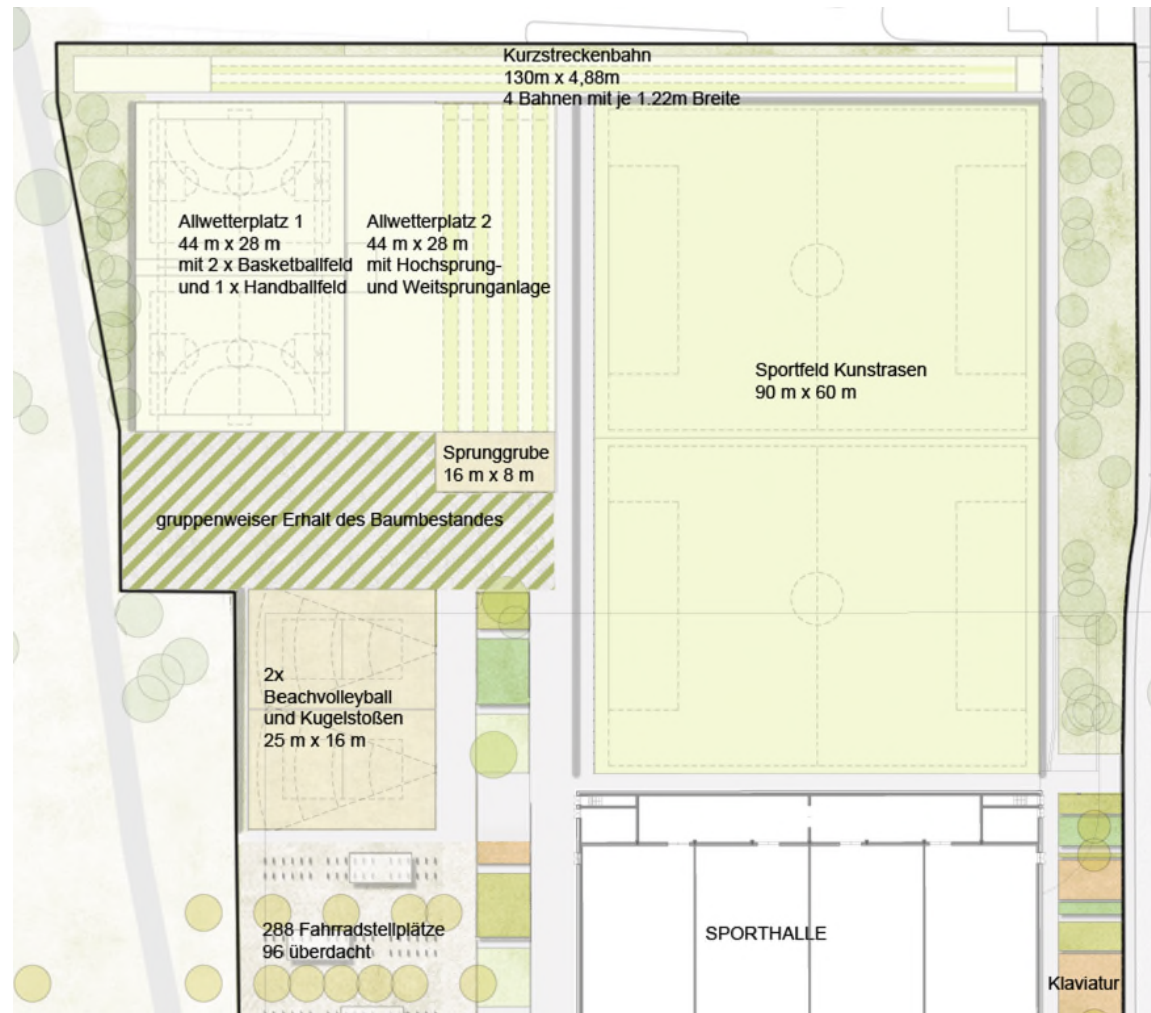 Kurzstreckenbahn
130m x 4,88m
4 Bahnen mit je 1.22m Breite
Allwetterplatz 1
44 m x 28 m
mit 2 x Basketballfeld
und 1 x Handballfeld
Allwetterplatz 2
44 m x 28 m
mit Hochsprung-
und Weitsprunganlage
Sportfeld Kunstrasen
90 m x 60 m
Sprunggrube
16 m x 8 m
gruppenweiser Erhalt des Baumbestandes
2x
Beachvolleyball
und Kugelstoßen
25 m x 16 m
288 Fahrradstellplätze
96 überdacht
SPORTHALLE
Klaviatur